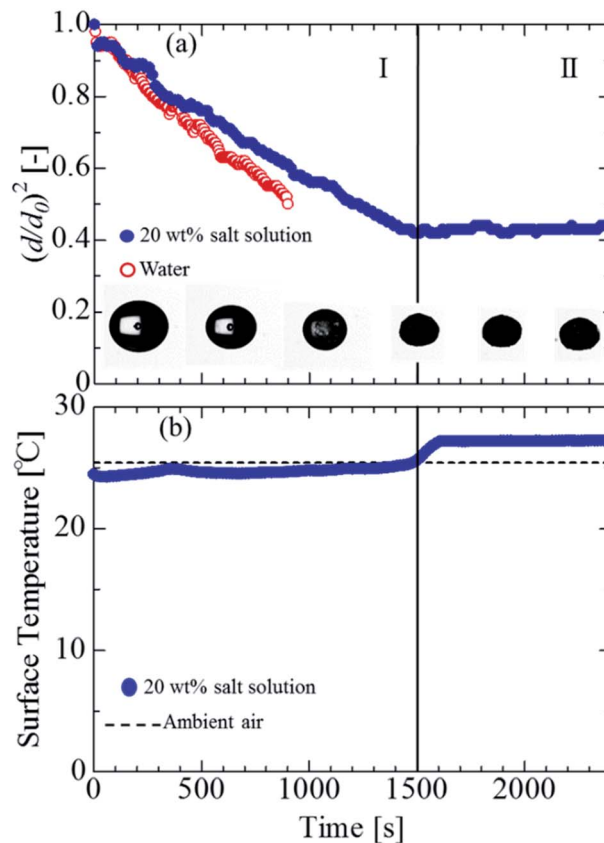 (a)
I
II
1.0
0.8
0.6
0.4
0.2
0
(d/d0)² [-]
20 wt% salt solution
Water
(b)
30
20
10
0
Surface Temperature [℃]
20 wt% salt solution
Ambient air
0
500
1000
1500
2000
Time [s]